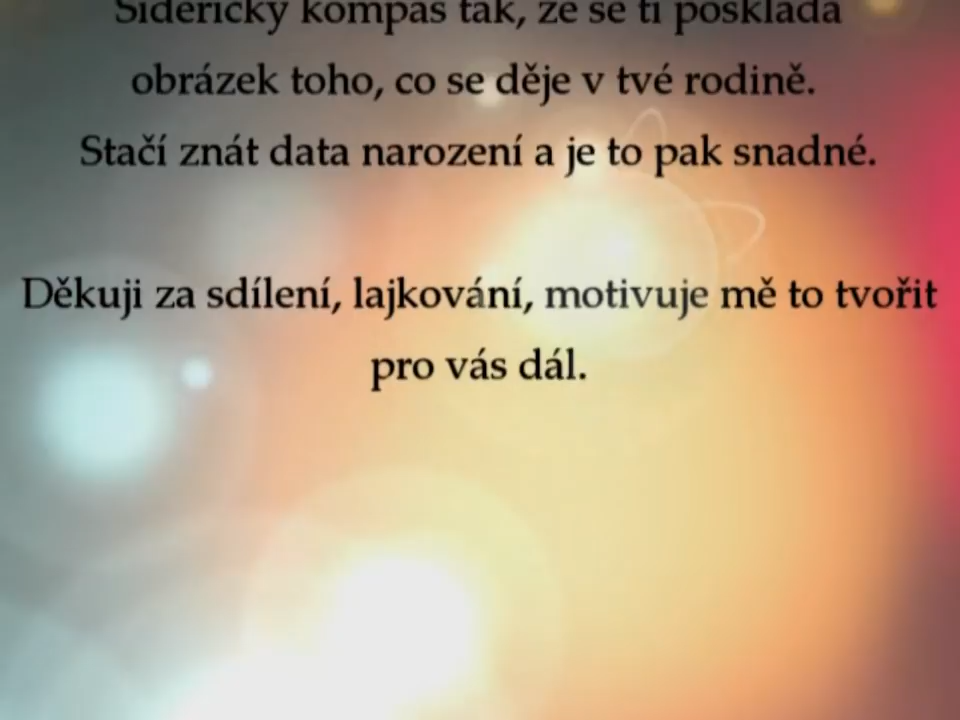 Siderický kompas tak, že se ti poskládá
obrázek toho, co se děje v tvé rodině.
Stačí znát data narození a je to pak snadné.
Děkuji za sdílení, lajkování, motivuje mě to tvořit
pro vás dál.